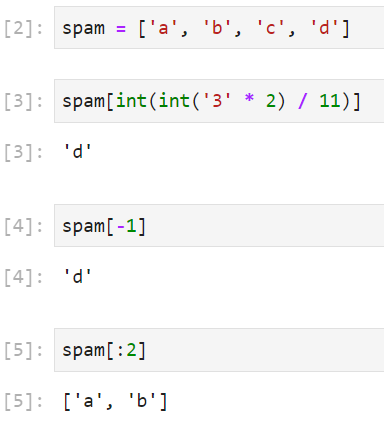 [2]: spam = ['a', 'b', 'c', 'd']
[3]: spam[int(int('3' * 2) / 11)]
[3]: 'd'
[4]: spam[-1]
[4]: 'd'
[5]: spam[:2]
[5]: ['a', 'b']